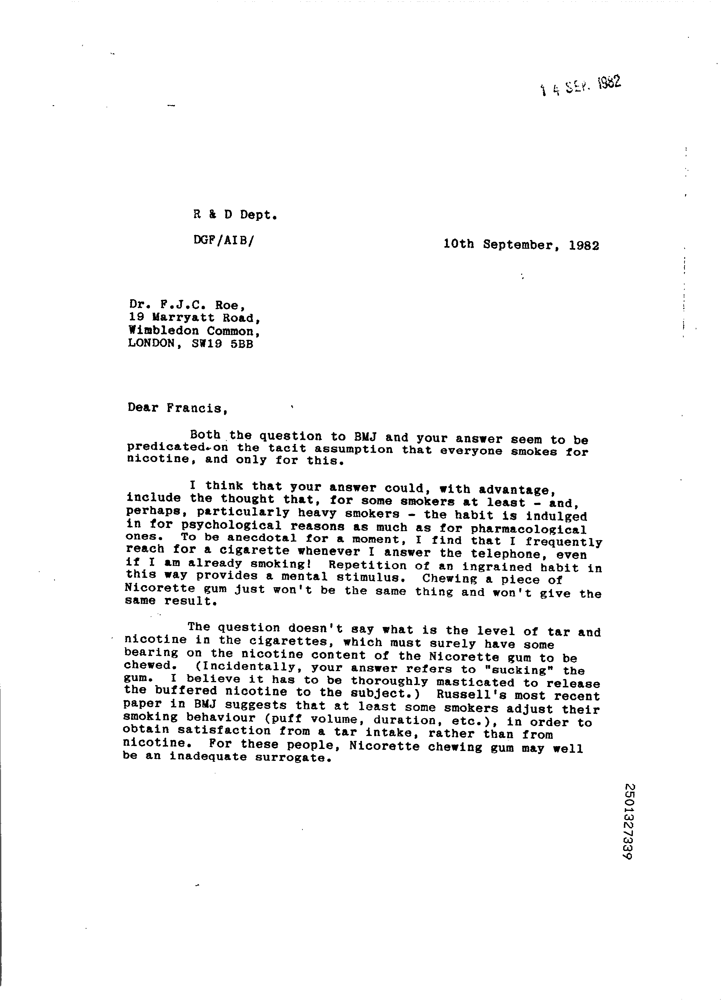 1 4 SEP. 1982
R & D Dept.
DGF/AIB/
10th September, 1982
Dr. F.J.C. Roe,
19 Marryatt Road,
Wimbledon Common,
LONDON, SW19 5BB
Dear Francis,
Both the question to BMJ and your answer seem to be
predicated on the tacit assumption that everyone smokes for
nicotine, and only for this.
I think that your answer could, with advantage,
include the thought that, for some smokers at least - and,
perhaps, particularly heavy smokers - the habit is indulged
in for psychological reasons as much as for pharmacological
ones. To be anecdotal for a moment, I find that I frequently
reach for a cigarette whenever I answer the telephone, even
if I am already smoking! Repetition of an ingrained habit in
this way provides a mental stimulus. Chewing a piece of
Nicorette gum just won't be the same thing and won't give the
same result.
The question doesn't say what is the level of tar and
nicotine in the cigarettes, which must surely have some
bearing on the nicotine content of the Nicorette gum to be
chewed. (Incidentally, your answer refers to "sucking" the
gum. I believe it has to be thoroughly masticated to release
the buffered nicotine to the subject.) Russell's most recent
paper in BMJ suggests that at least some smokers adjust their
smoking behaviour (puff volume, duration, etc.), in order to
obtain satisfaction from a tar intake, rather than from
nicotine. For these people, Nicorette chewing gum may well
be an inadequate surrogate.
2501327339